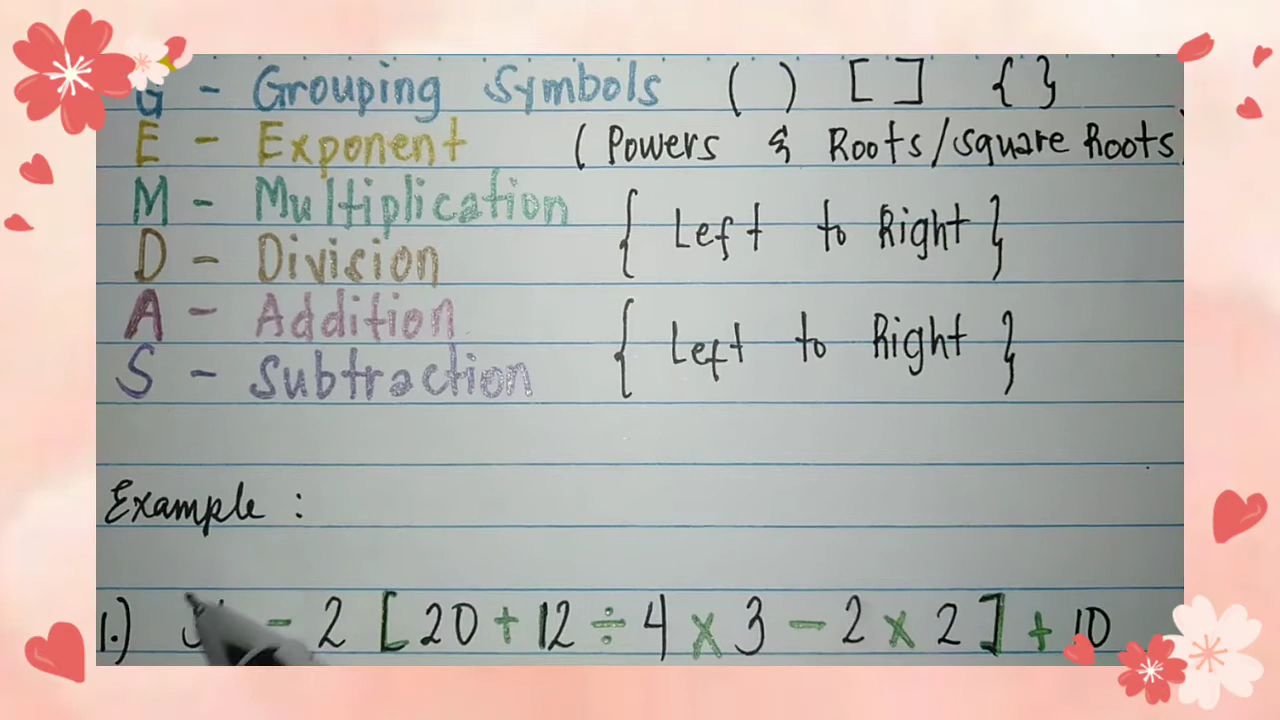 G - Grouping Symbols ( ) [ ] { }
E - Exponent (Powers & Roots/Square Roots)
M - Multiplication
{ Left to Right }
D - Division
A - Addition
{ Left to Right }
S - Subtraction
Example :
1.) - 2 [ 20 + 12 ÷ 4 x 3 - 2 x 2 ] + 10